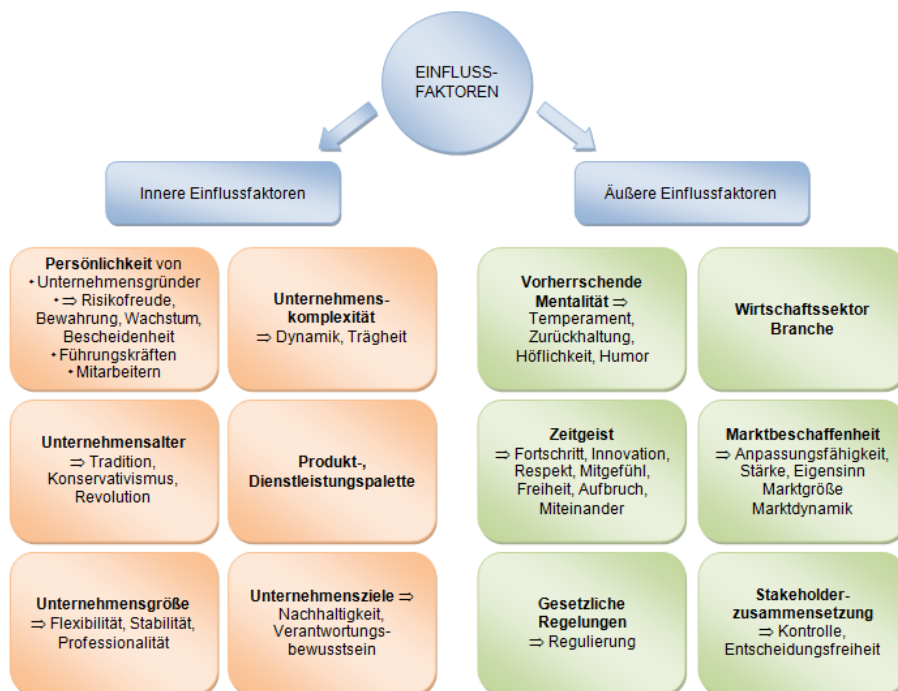 EINFLUSS-
FAKTOREN
Innere Einflussfaktoren
Äußere Einflussfaktoren
Persönlichkeit von
✦ Unternehmensgründer
✦ ⇒ Risikofreude,
Bewahrung, Wachstum,
Bescheidenheit
✦ Führungskräften
✦ Mitarbeitern
Unternehmens-
komplexität
⇒ Dynamik, Trägheit
Vorherrschende
Mentalität ⇒
Temperament,
Zurückhaltung,
Höflichkeit, Humor
Wirtschaftssektor
Branche
Unternehmensalter
⇒ Tradition,
Konservativismus,
Revolution
Produkt-,
Dienstleistungspalette
Zeitgeist
⇒ Fortschritt, Innovation,
Respekt, Mitgefühl,
Freiheit, Aufbruch,
Miteinander
Marktbeschaffenheit
⇒ Anpassungsfähigkeit,
Stärke, Eigensinn
Marktgröße
Marktdynamik
Unternehmensgröße
⇒ Flexibilität, Stabilität,
Professionalität
Unternehmensziele ⇒
Nachhaltigkeit,
Verantwortungs-
bewusstsein
Gesetzliche
Regelungen
⇒ Regulierung
Stakeholder-
zusammensetzung
⇒ Kontrolle,
Entscheidungsfreiheit